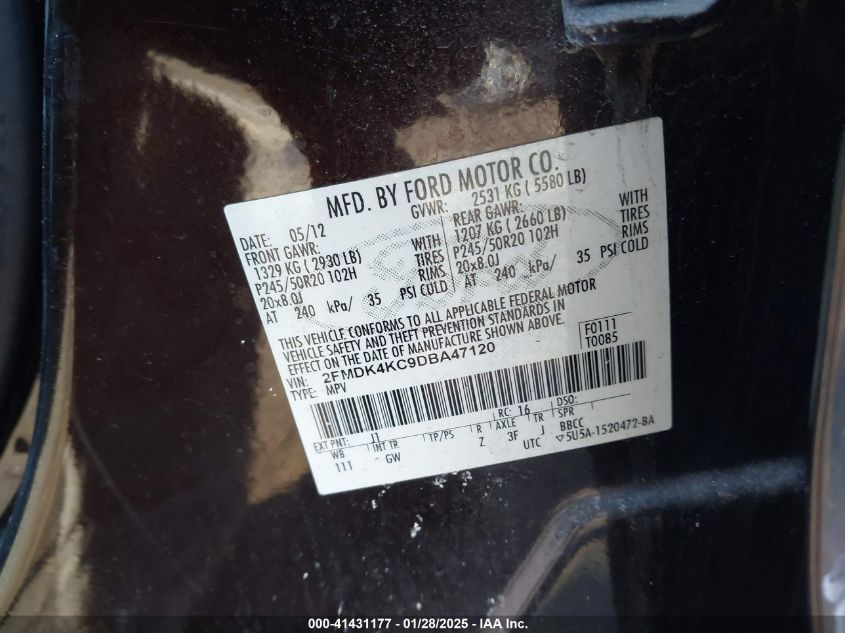 MFD. BY FORD MOTOR CO.
DATE: 05/12 GVWR: 2531 KG ( 5580 LB)
FRONT GAWR: REAR GAWR:
1329 KG ( 2930 LB) WITH 1207 KG ( 2660 LB) WITH
P245/50R20 102H TIRES P245/50R20 102H TIRES
20x8.0J RIMS 20x8.0J RIMS
AT 240 kPa/ 35 PSI COLD AT 240 kPa/ 35 PSI COLD
THIS VEHICLE CONFORMS TO ALL APPLICABLE FEDERAL MOTOR
VEHICLE SAFETY AND THEFT PREVENTION STANDARDS IN
EFFECT ON THE DATE OF MANUFACTURE SHOWN ABOVE.
VIN: 2FMDK4KC9DBA47120 F0111
TYPE: MPV T0085
EXT PNT: J1 RC: 16 DSO:
WB INT TR TP/PS R AXLE TR SPR
111 - GW Z 3F J BBCC
UTC ▽5U5A-1520472-BA
000-41431177 — 01/28/2025 — IAA Inc.